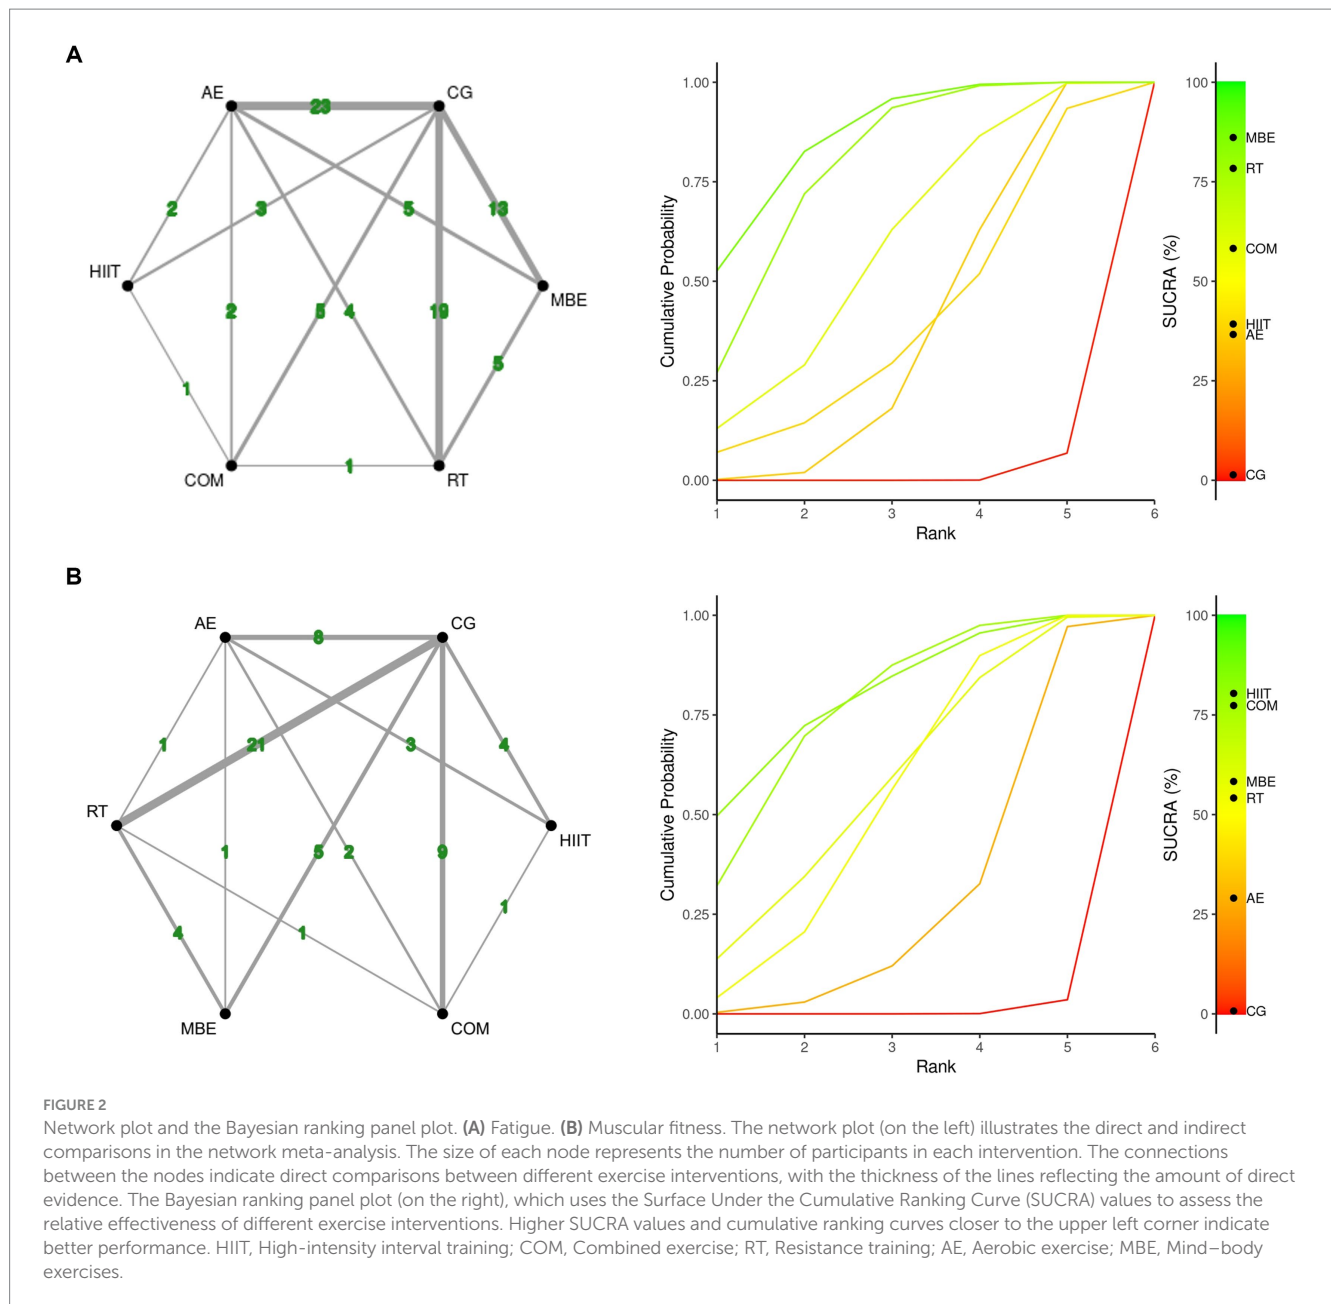 A
AE
CG
23
2
3
5
13
HIIT
MBE
2
5
4
19
5
1
1
COM
RT
Cumulative Probability
1.00
0.75
0.50
0.25
0.00
1 2 3 4 5 6
Rank
SUCRA (%)
100
75
50
25
0
MBE
RT
COM
HIIT
AE
CG
B
AE
CG
8
1
21
3
4
RT
HIIT
1
5
2
9
1
4
1
MBE
COM
Cumulative Probability
1.00
0.75
0.50
0.25
0.00
1 2 3 4 5 6
Rank
SUCRA (%)
100
75
50
25
0
HIIT
COM
MBE
RT
AE
CG
FIGURE 2
Network plot and the Bayesian ranking panel plot. (A) Fatigue. (B) Muscular fitness. The network plot (on the left) illustrates the direct and indirect
comparisons in the network meta-analysis. The size of each node represents the number of participants in each intervention. The connections
between the nodes indicate direct comparisons between different exercise interventions, with the thickness of the lines reflecting the amount of direct
evidence. The Bayesian ranking panel plot (on the right), which uses the Surface Under the Cumulative Ranking Curve (SUCRA) values to assess the
relative effectiveness of different exercise interventions. Higher SUCRA values and cumulative ranking curves closer to the upper left corner indicate
better performance. HIIT, High-intensity interval training; COM, Combined exercise; RT, Resistance training; AE, Aerobic exercise; MBE, Mind–body
exercises.